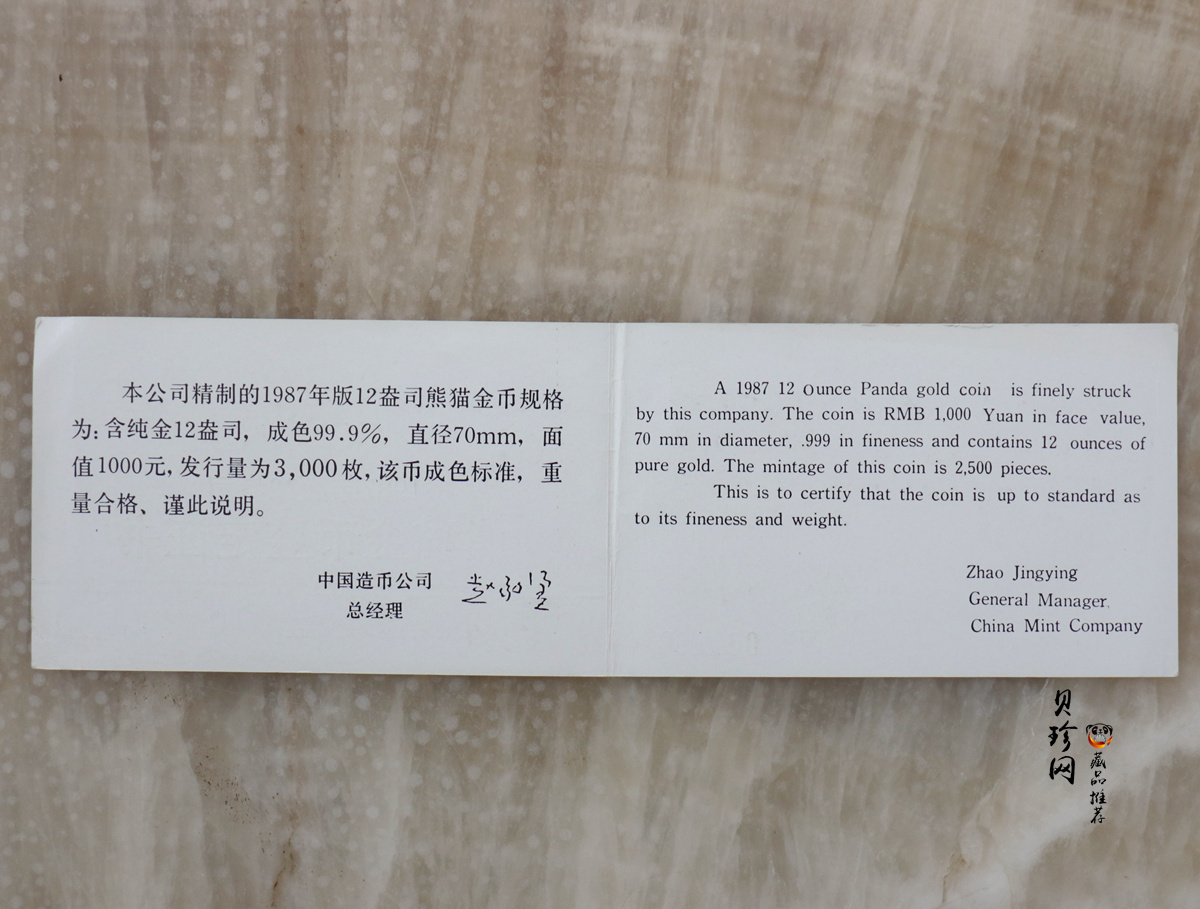 本公司精制的1987年版12盎司熊猫金币规格
为:含纯金12盎司，成色99.9%，直径70mm，面
值1000元，发行量为3,000枚，该币成色标准，重
量合格、谨此说明。
中国造币公司
总经理
A 1987 12 Ounce Panda gold coin is finely struck
by this company. The coin is RMB 1,000 Yuan in face value,
70 mm in diameter, .999 in fineness and contains 12 ounces of
pure gold. The mintage of this coin is 2,500 pieces.
This is to certify that the coin is up to standard as
to its fineness and weight.
Zhao Jingying
General Manager,
China Mint Company
贝珍网
藏品推荐